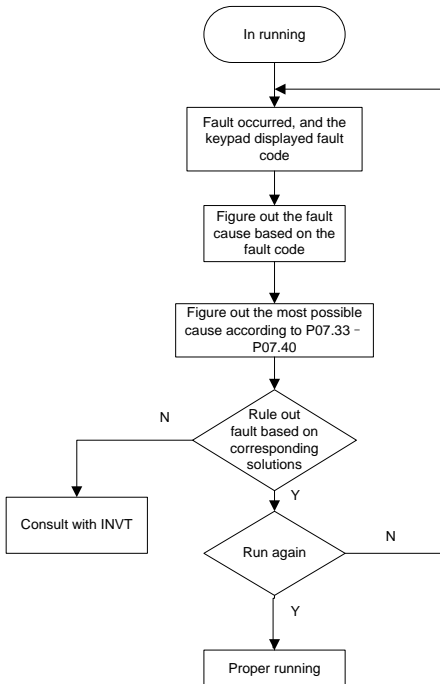 In running
Fault occurred, and the
keypad displayed fault
code
Figure out the fault
cause based on the
fault code
Figure out the most possible
cause according to P07.33－
P07.40
Rule out
fault based on
corresponding
solutions
N
Y
Consult with INVT
Run again
N
Y
Proper running